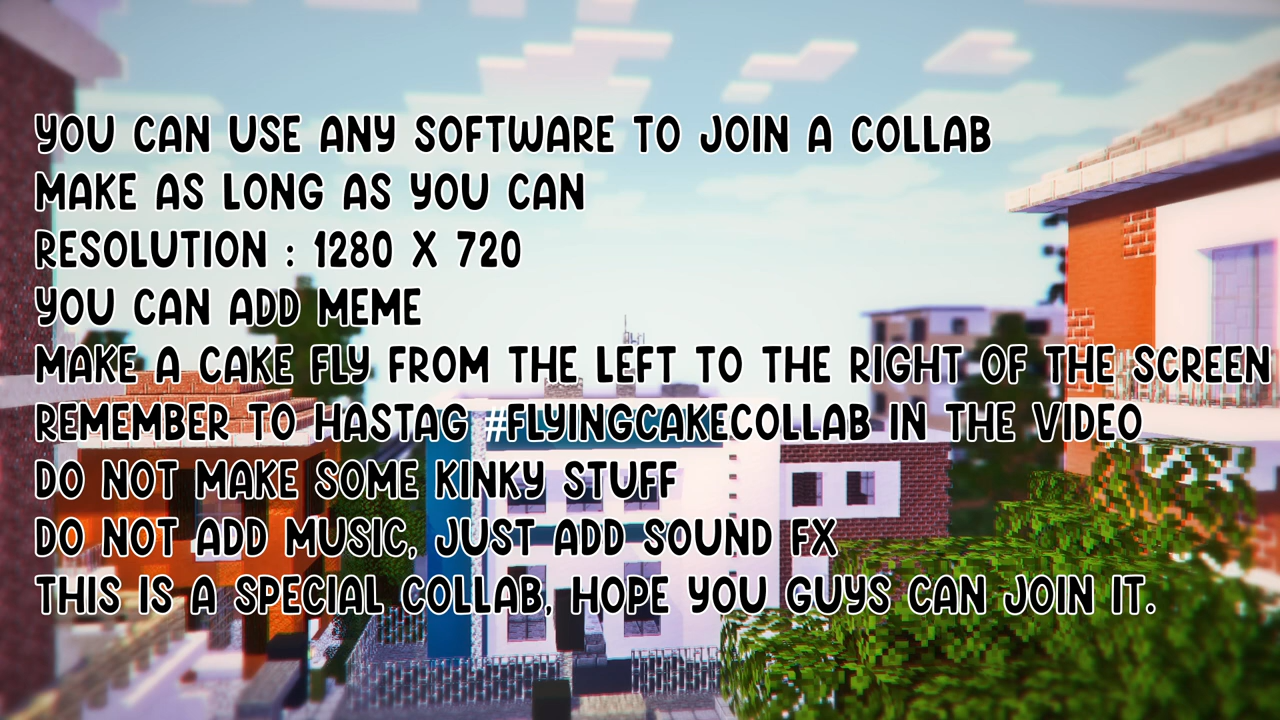 YOU CAN USE ANY SOFTWARE TO JOIN A COLLAB
MAKE AS LONG AS YOU CAN
RESOLUTION : 1280 X 720
YOU CAN ADD MEME
MAKE A CAKE FLY FROM THE LEFT TO THE RIGHT OF THE SCREEN
REMEMBER TO HASTAG #FLYINGCAKECOLLAB IN THE VIDEO
DO NOT MAKE SOME KINKY STUFF
DO NOT ADD MUSIC, JUST ADD SOUND FX
THIS IS A SPECIAL COLLAB, HOPE YOU GUYS CAN JOIN IT.